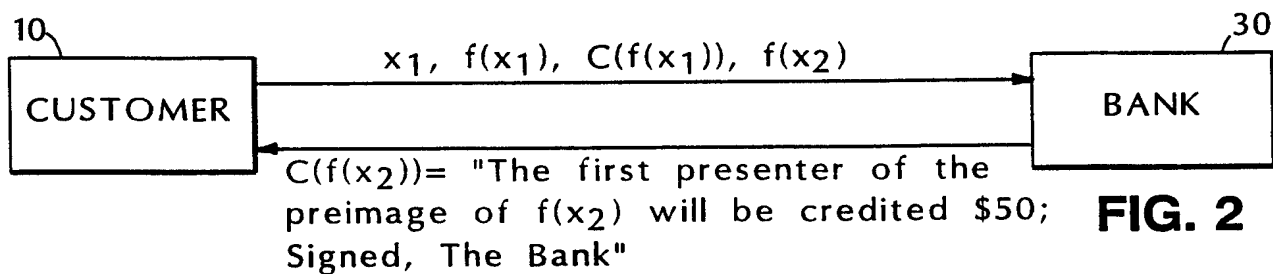 10
30
x1, f(x1), C(f(x1)), f(x2)
CUSTOMER
BANK
C(f(x2))= "The first presenter of the
preimage of f(x2) will be credited $50;
Signed, The Bank"
FIG. 2